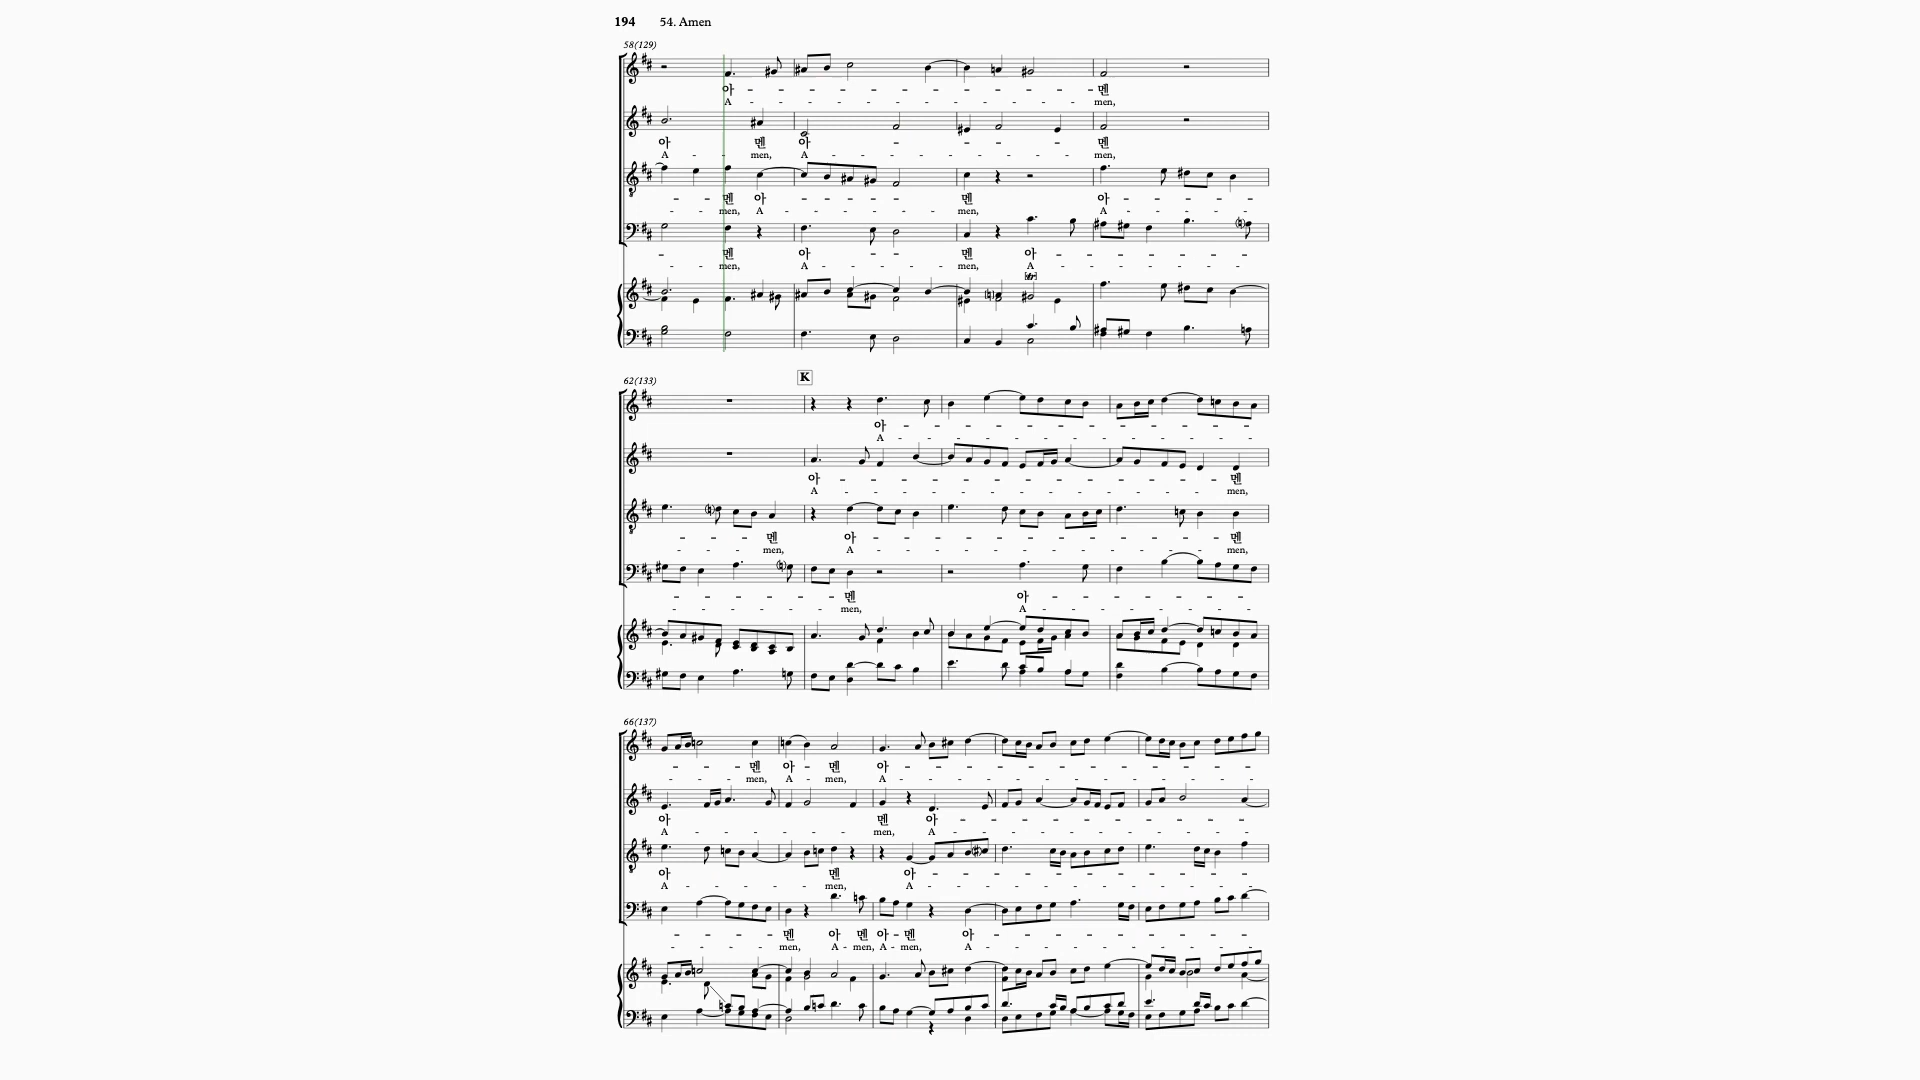 194 54. Amen
58(129)
아 - - - - - - - - - - - - 멘
A - - - - - - - - - men,
아 멘 아 - - - - - - 멘
A - men, A - - - - - - - men,
- - 멘 아 - - - - - 멘 아 - - - -
- - men, A - - - - - men, A - - - -
- 멘 아 - - - 멘 아 - - - - - -
- - men, A - - - men, A - - - - - -
62(133)
K
아 - - - - - - - - - - - - - - -
A - - - - - - - - - - - -
아 - - - - - - - - - - - - - - 멘
A - - - - - - - - - - - - men,
- - - - 멘 아 - - - - - - - - - - - - 멘
- - - - men, A - - - - - - - - - - men,
- - - - - - 멘 아 - - - - - - -
- - - - - - men, A - - - - - -
66(137)
- - - - 멘 아 - 멘 아 - - - - - - - - - - - - - - - -
- - - men, A - men, A - - - - - - - - - - - - - -
아 - - - - - - - - 멘 아 - - - - - - - - - - - -
A - - - - - - - men, A - - - - - - - - - - -
아 - - - - - - 멘 아 - - - - - - - - - - - - -
A - - - - - men, A - - - - - - - - - - - -
- - - - - 멘 아 멘 아 - 멘 아 - - - - - - - - - - - -
- - - - - men, A - men, A - men, A - - - - - - - - - - -